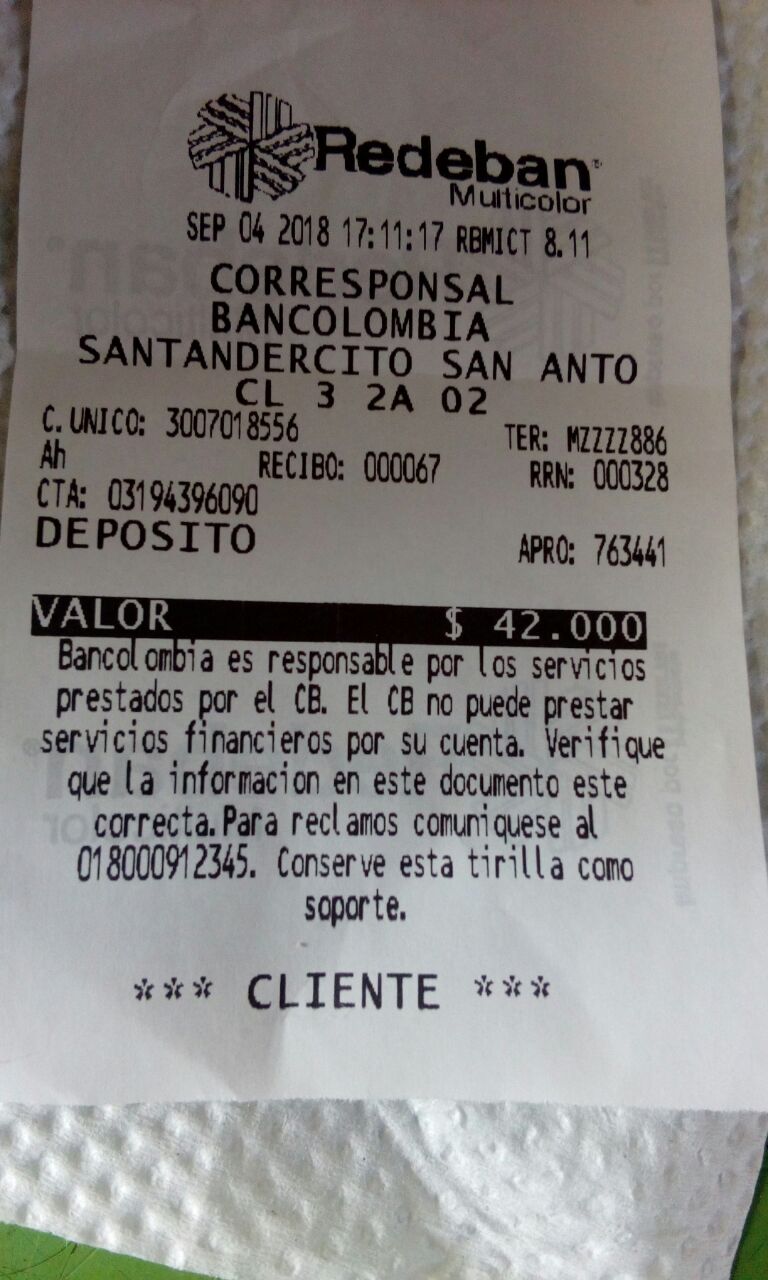 Redeban
Multicolor
SEP 04 2018 17:11:17 RBMICT 8.11
CORRESPONSAL
BANCOLOMBIA
SANTANDERCITO SAN ANTO
CL 3 2A 02
C. UNICO: 3007018556 TER: MZZZZ886
Ah RECIBO: 000067 RRN: 000328
CTA: 03194396090
DEPOSITO APRO: 763441
VALOR $ 42.000
Bancolombia es responsable por los servicios
prestados por el CB. El CB no puede prestar
servicios financieros por su cuenta. Verifique
que la informacion en este documento este
correcta.Para reclamos comuniquese al
018000912345. Conserve esta tirilla como
soporte.
*** CLIENTE ***